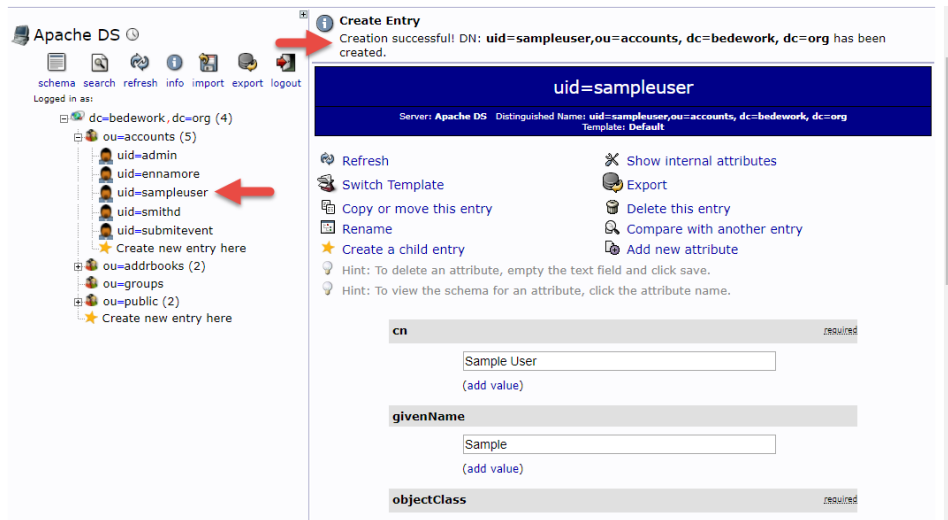 Apache DS
schema search refresh info import export logout
Logged in as:
dc=bedework,dc=org (4)
ou=accounts (5)
uid=admin
uid=ennamore
uid=sampleuser
uid=smithd
uid=submitevent
Create new entry here
ou=addrbooks (2)
ou=groups
ou=public (2)
Create new entry here
Create Entry
Creation successful! DN: uid=sampleuser,ou=accounts, dc=bedework, dc=org has been
created.
uid=sampleuser
Server: Apache DS Distinguished Name: uid=sampleuser,ou=accounts, dc=bedework, dc=org
Template: Default
Refresh
Show internal attributes
Switch Template
Export
Copy or move this entry
Delete this entry
Rename
Compare with another entry
Create a child entry
Add new attribute
Hint: To delete an attribute, empty the text field and click save.
Hint: To view the schema for an attribute, click the attribute name.
cn required
Sample User
(add value)
givenName
Sample
(add value)
objectClass required